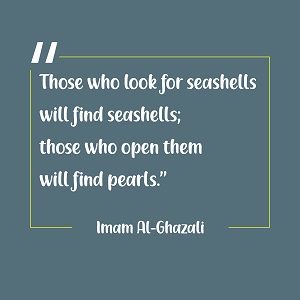 "
Those who look for seashells
will find seashells;
those who open them
will find pearls.”
Imam Al-Ghazali